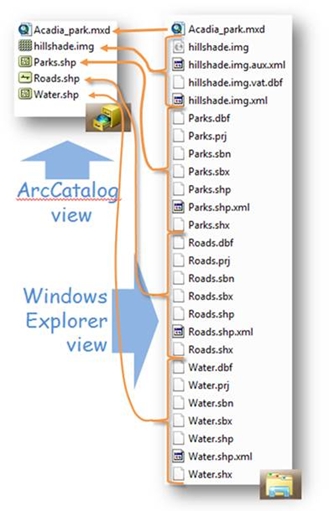 Acadia_park.mxd
hillshade.img
Parks.shp
Roads.shp
Water.shp
ArcCatalog
view
Windows
Explorer
view
Acadia_park.mxd
hillshade.img
hillshade.img.aux.xml
hillshade.img.vat.dbf
hillshade.img.xml
Parks.dbf
Parks.prj
Parks.sbn
Parks.sbx
Parks.shp
Parks.shp.xml
Parks.shx
Roads.dbf
Roads.prj
Roads.sbn
Roads.sbx
Roads.shp
Roads.shp.xml
Roads.shx
Water.dbf
Water.prj
Water.sbn
Water.sbx
Water.shp
Water.shp.xml
Water.shx